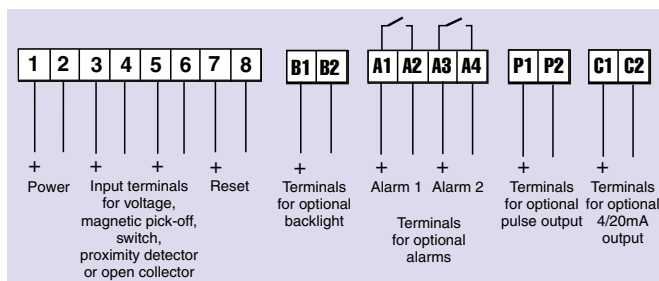 1 2 3 4 5 6 7 8
B1 B2
A1 A2 A3 A4
P1 P2
C1 C2
+ + + + + + + + +
Power
Input terminals
for voltage,
magnetic pick-off,
switch,
proximity detector
or open collector
Reset
Terminals
for optional
backlight
Alarm 1 Alarm 2
Terminals
for optional
alarms
Terminals
for optional
pulse output
Terminals
for optional
4/20mA
output